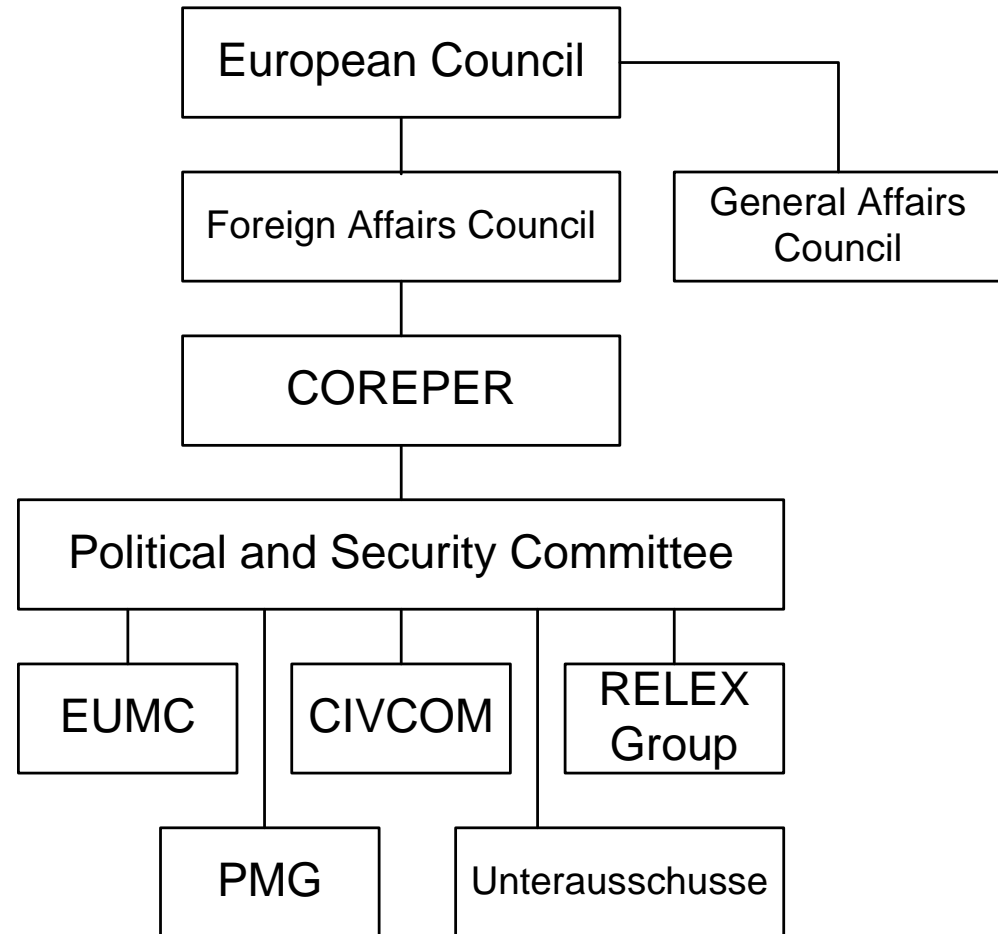 European Council
Foreign Affairs Council
General Affairs
Council
COREPER
Political and Security Committee
EUMC
CIVCOM
RELEX
Group
PMG
Unterausschusse